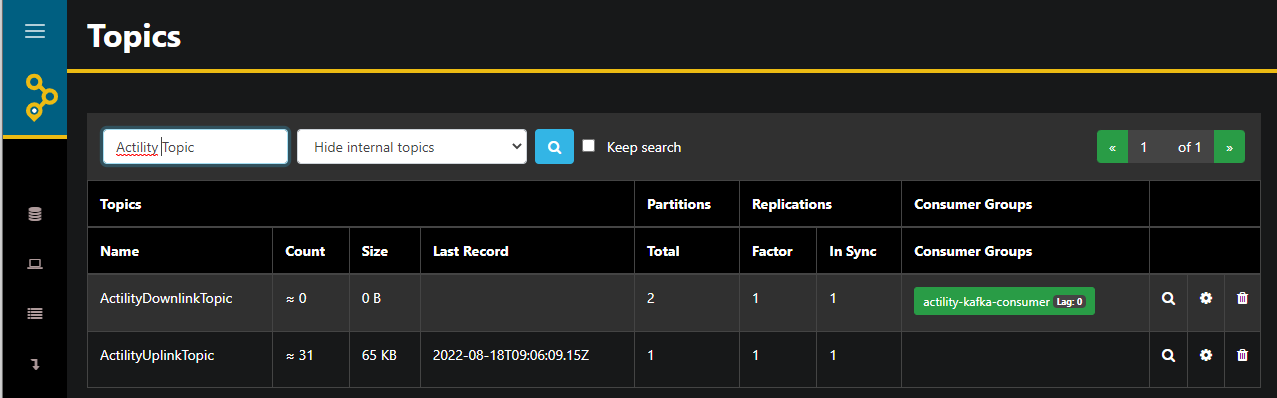 Topics
Actility Topic Hide internal topics Keep search « 1 of 1 »
Topics Partitions Replications Consumer Groups
Name Count Size Last Record Total Factor In Sync Consumer Groups
ActilityDownlinkTopic ≈ 0 0 B 2 1 1 actility-kafka-consumer Lag: 0
ActilityUplinkTopic ≈ 31 65 KB 2022-08-18T09:06:09.15Z 1 1 1